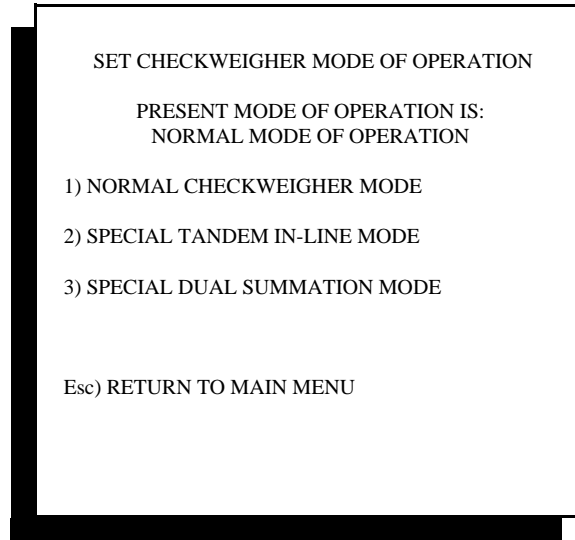 SET CHECKWEIGHER MODE OF OPERATION
PRESENT MODE OF OPERATION IS:
NORMAL MODE OF OPERATION
1) NORMAL CHECKWEIGHER MODE
2) SPECIAL TANDEM IN-LINE MODE
3) SPECIAL DUAL SUMMATION MODE
Esc) RETURN TO MAIN MENU